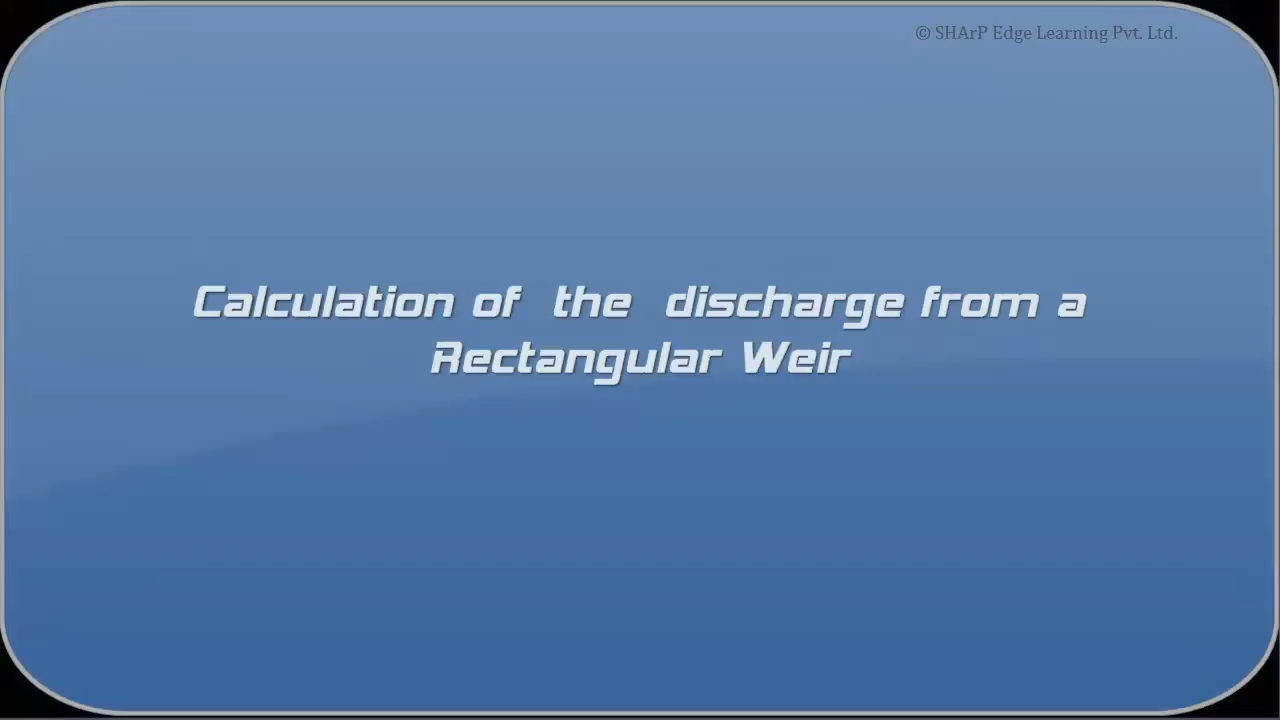 © SHArP Edge Learning Pvt. Ltd.
Calculation of the discharge from a
Rectangular Weir